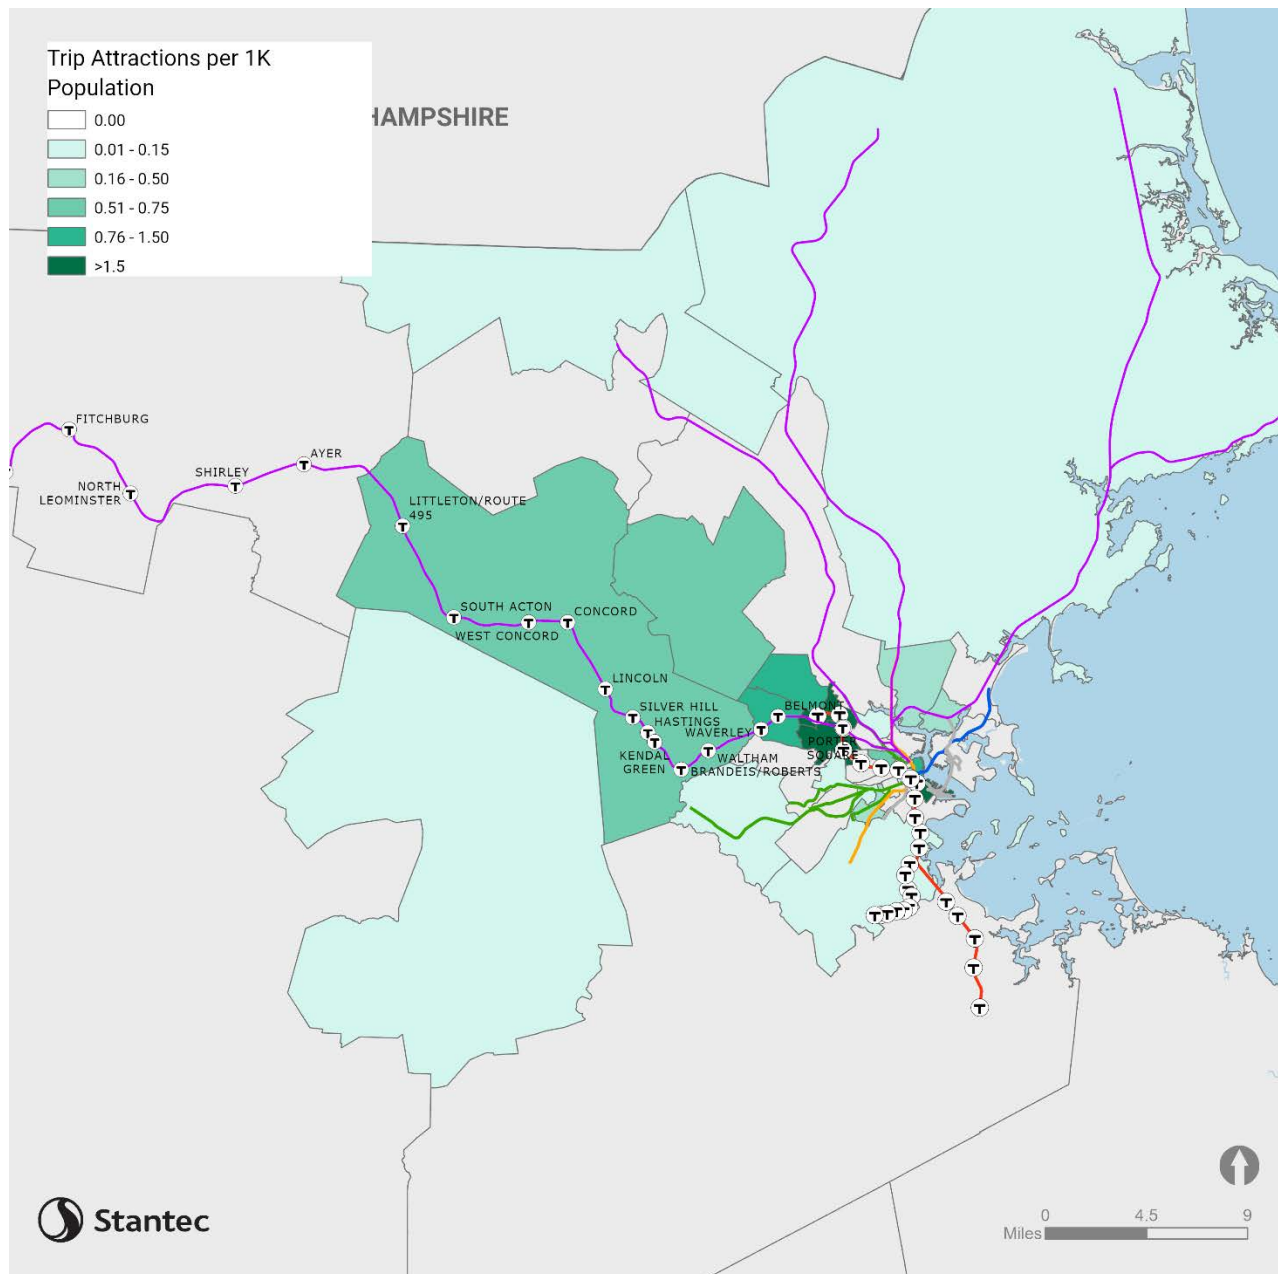 Trip Attractions per 1K
Population
0.00
0.01 - 0.15
0.16 - 0.50
0.51 - 0.75
0.76 - 1.50
>1.5
HAMPSHIRE
FITCHBURG
NORTH
LEOMINSTER
SHIRLEY
AYER
LITTLETON/ROUTE
495
SOUTH ACTON
WEST CONCORD
CONCORD
LINCOLN
SILVER HILL
HASTINGS
KENDAL
GREEN
WAVERLEY
WALTHAM
BRANDEIS/ROBERTS
BELMONT
PORTER
SQUARE
Stantec
0 4.5 9
Miles